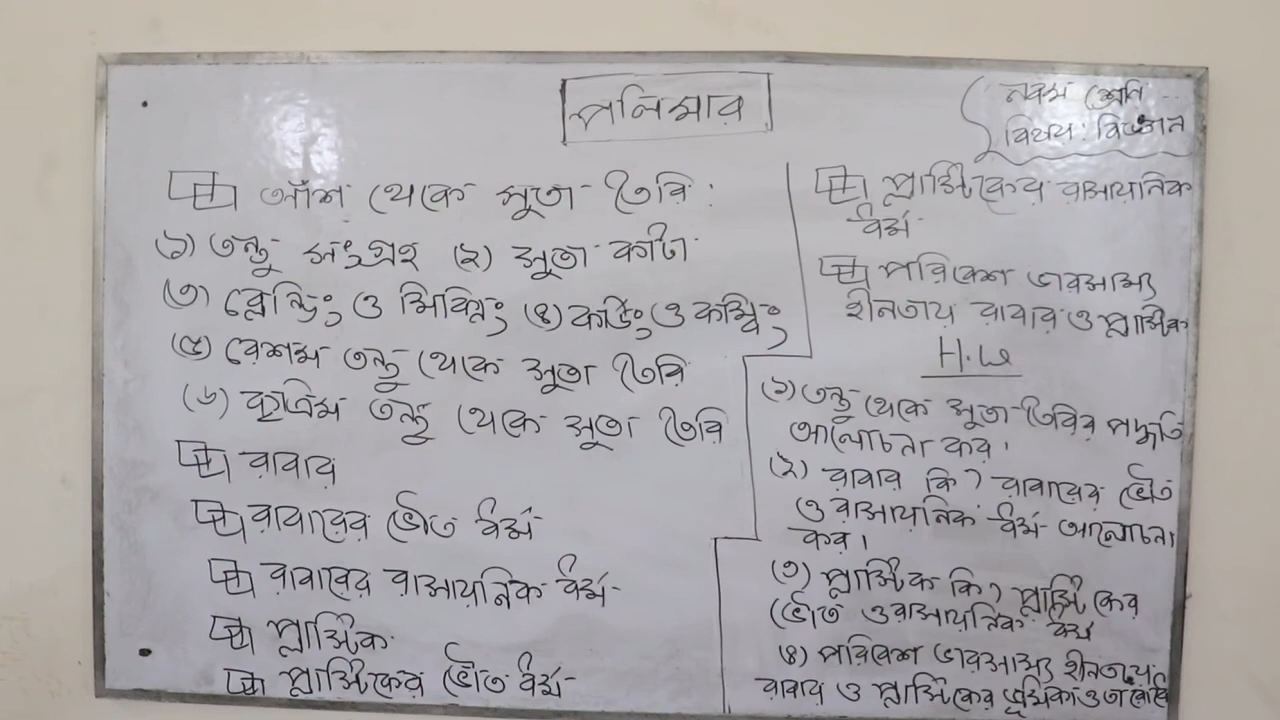 পলিমার
নবম শ্রেনি
বিষয়: বিজ্ঞান
আঁশ থেকে সুতা তৈরি:
(১) তন্তু সংগ্রহ (২) সুতা কাটা
(৩) ব্লেন্ডিং ও মিক্সিং (৪) কার্ডিং ও কম্বিং
(৫) রেশম তন্তু থেকে সুতা তৈরি
(৬) কৃত্রিম তন্তু থেকে সুতা তৈরি
রাবার
রাবারের ভৌত ধর্ম
রাবারের রাসায়নিক ধর্ম
প্লাস্টিক
প্লাস্টিকের ভৌত ধর্ম
প্লাস্টিকের রাসায়নিক
ধর্ম
পরিবেশ ভারসাম্য
হীনতায় রাবার ও প্লাস্টিক
H.W
১) তন্তু থেকে সুতা তৈরির পদ্ধতি
আলোচনা কর।
(২) রাবার কি? রাবারের ভৌত
ও রাসায়নিক ধর্ম আলোচনা
কর।
(৩) প্লাস্টিক কি? প্লাস্টিকের
ভৌত ও রাসায়নিক ধর্ম
৪) পরিবেশ ভারসাম্য হীনতায়
রাবার ও প্লাস্টিকের ভূমিকা ও